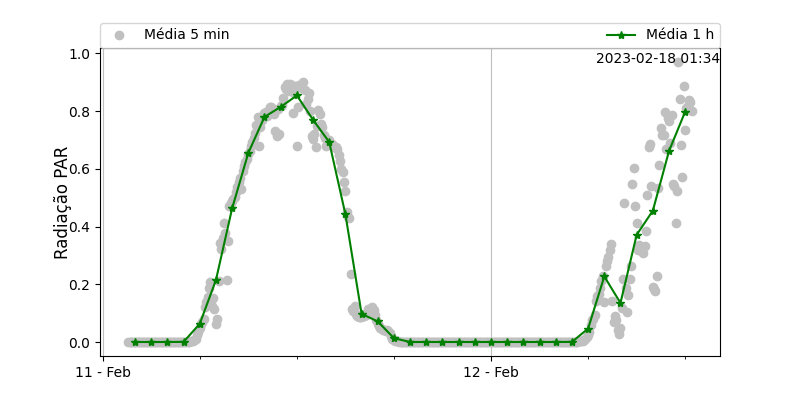 Média 5 min
Média 1 h
2023-02-18 01:34
Radiação PAR
1.0
0.8
0.6
0.4
0.2
0.0
11 - Feb
12 - Feb